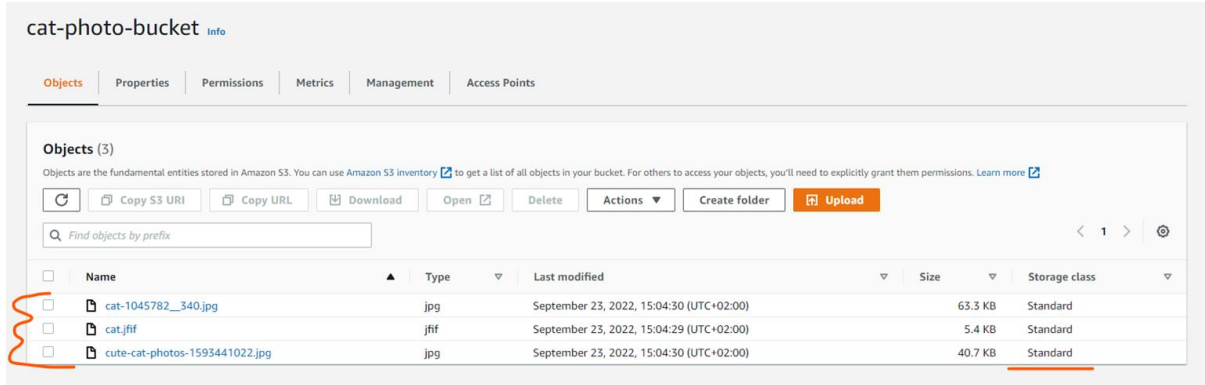 cat-photo-bucket Info
Objects Properties Permissions Metrics Management Access Points
Objects (3)
Objects are the fundamental entities stored in Amazon S3. You can use Amazon S3 inventory to get a list of all objects in your bucket. For others to access your objects, you'll need to explicitly grant them permissions. Learn more
Copy S3 URI Copy URL Download Open Delete Actions Create folder Upload
Find objects by prefix 1
Name Type Last modified Size Storage class
cat-1045782__340.jpg jpg September 23, 2022, 15:04:30 (UTC+02:00) 63.3 KB Standard
cat.jfif jfif September 23, 2022, 15:04:29 (UTC+02:00) 5.4 KB Standard
cute-cat-photos-1593441022.jpg jpg September 23, 2022, 15:04:30 (UTC+02:00) 40.7 KB Standard